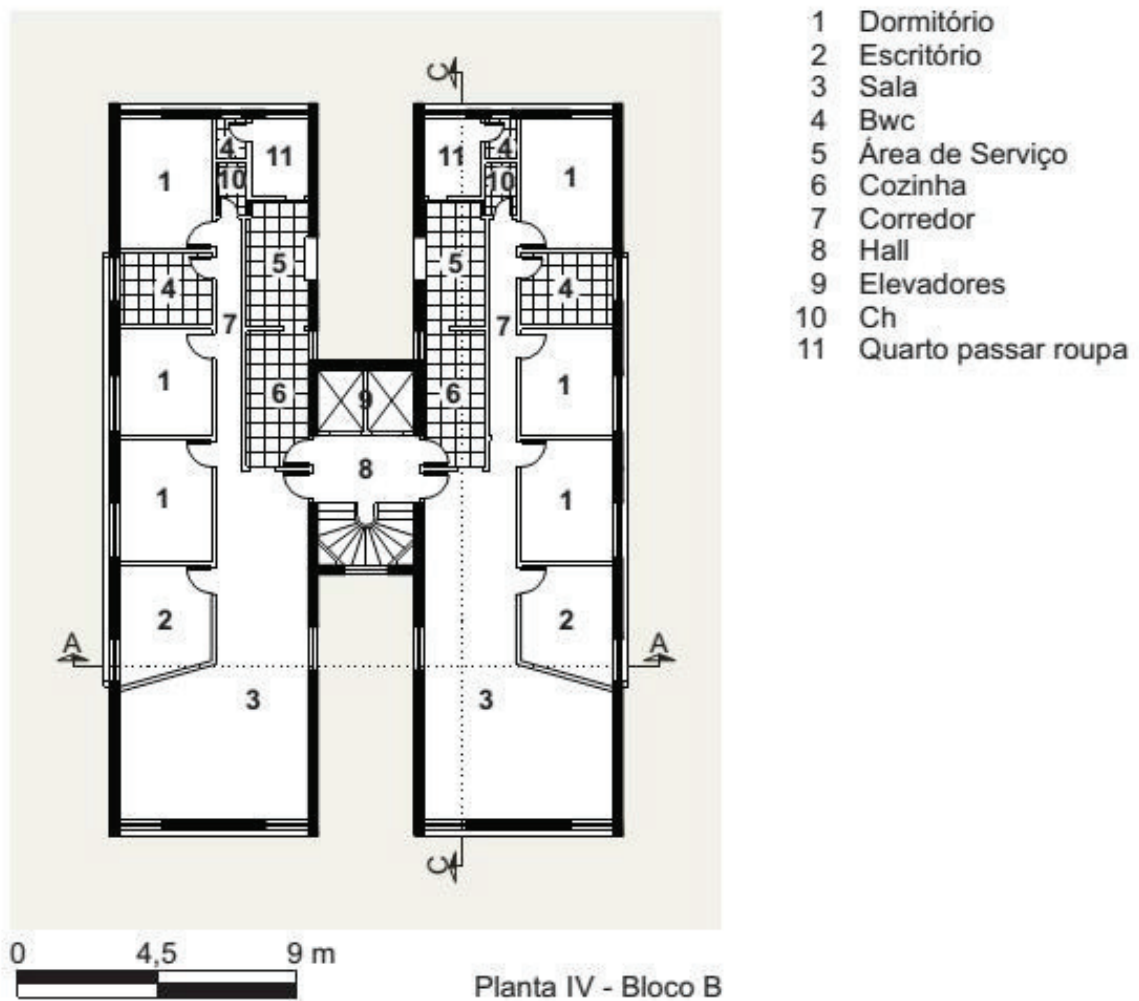 C
4
11
11
4
1
10
10
1
5
5
4
4
7
7
1
6
9
6
1
8
1
1
2
2
A
A
3
3
C
0 4,5 9 m
Planta IV - Bloco B
1 Dormitório
2 Escritório
3 Sala
4 Bwc
5 Área de Serviço
6 Cozinha
7 Corredor
8 Hall
9 Elevadores
10 Ch
11 Quarto passar roupa